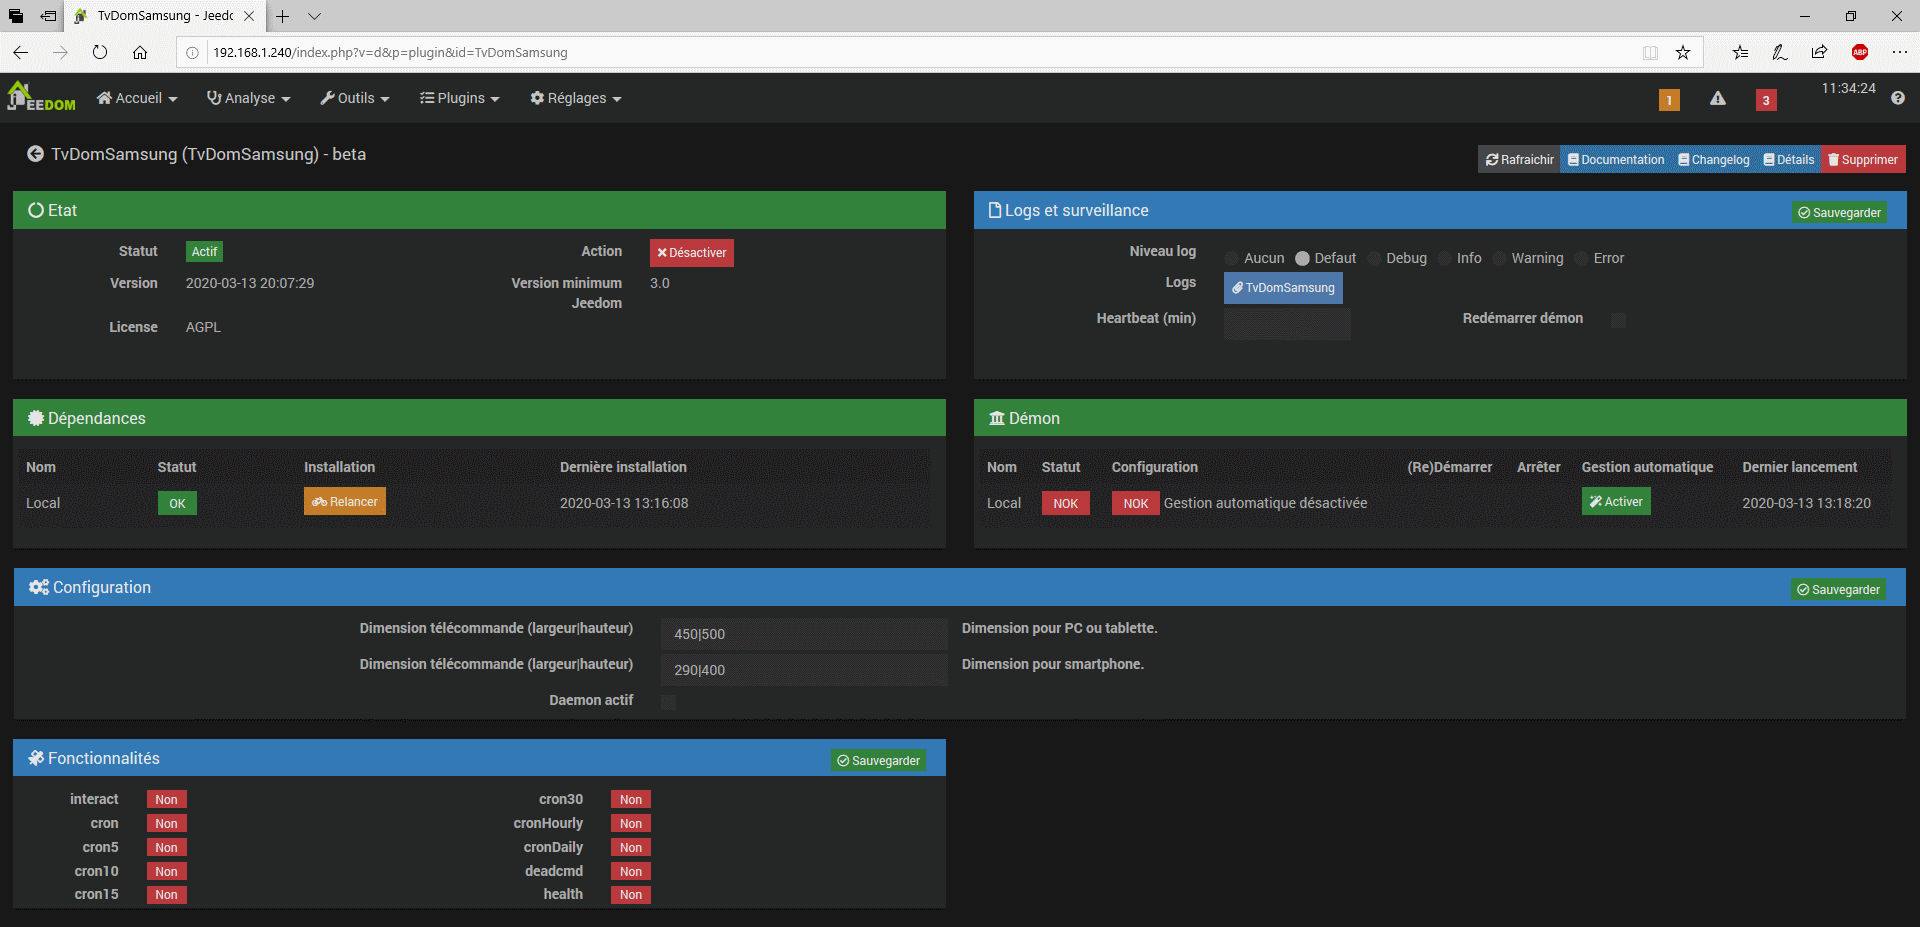 TvDomSamsung - Jeedc
192.168.1.240/index.php?v=d&p=plugin&id=TvDomSamsung
ABP
EEDOM
Accueil
Analyse
Outils
Plugins
Réglages
1
3
11:34:24
TvDomSamsung (TvDomSamsung) - beta
Rafraichir
Documentation
Changelog
Détails
Supprimer
Etat
Statut Actif
Action Désactiver
Version 2020-03-13 20:07:29
Version minimum Jeedom 3.0
License AGPL
Logs et surveillance
Sauvegarder
Niveau log Aucun Defaut Debug Info Warning Error
Logs TvDomSamsung
Heartbeat (min)
Redémarrer démon
Dépendances
Nom Statut Installation Dernière installation
Local OK Relancer 2020-03-13 13:16:08
Démon
Nom Statut Configuration (Re)Démarrer Arrêter Gestion automatique Dernier lancement
Local NOK NOK Gestion automatique désactivée Activer 2020-03-13 13:18:20
Configuration
Sauvegarder
Dimension télécommande (largeur|hauteur) 450|500 Dimension pour PC ou tablette.
Dimension télécommande (largeur|hauteur) 290|400 Dimension pour smartphone.
Daemon actif
Fonctionnalités
Sauvegarder
interact Non cron30 Non
cron Non cronHourly Non
cron5 Non cronDaily Non
cron10 Non deadcmd Non
cron15 Non health Non